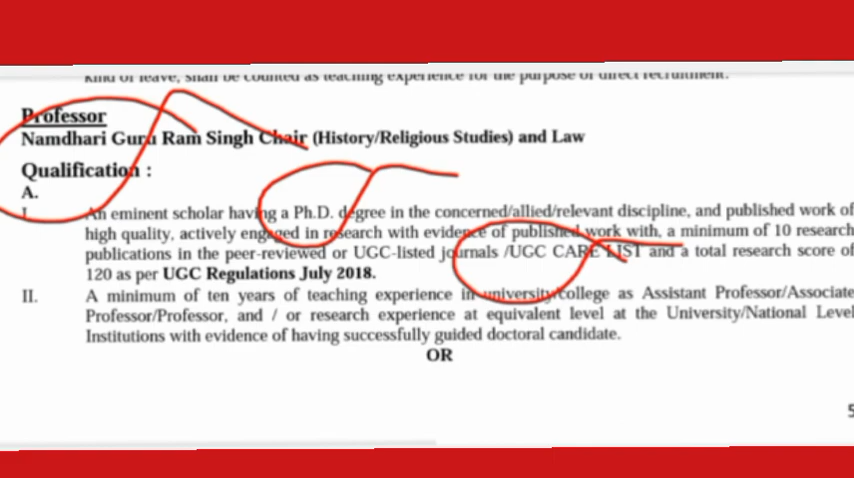 kind of leave, shall be counted as teaching experience for the purpose of direct recruitment.
Professor
Namdhari Guru Ram Singh Chair (History/Religious Studies) and Law
Qualification :
A.
I. An eminent scholar having a Ph.D. degree in the concerned/allied/relevant discipline, and published work of
high quality, actively engaged in research with evidence of published work with, a minimum of 10 research
publications in the peer-reviewed or UGC-listed journals /UGC CARE LIST and a total research score of
120 as per UGC Regulations July 2018.
II. A minimum of ten years of teaching experience in university/college as Assistant Professor/Associate
Professor/Professor, and / or research experience at equivalent level at the University/National Level
Institutions with evidence of having successfully guided doctoral candidate.
OR
5